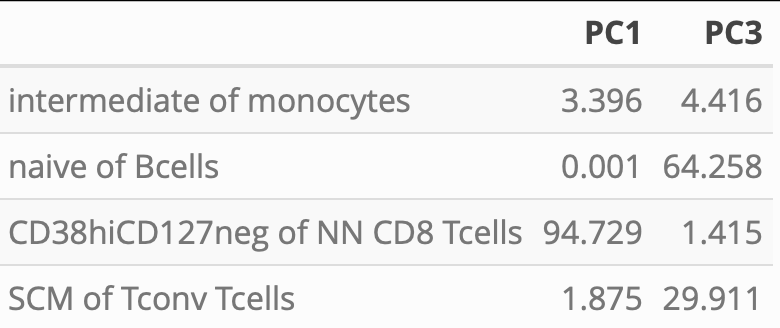 PC1 PC3
intermediate of monocytes 3.396 4.416
naive of Bcells 0.001 64.258
CD38hiCD127neg of NN CD8 Tcells 94.729 1.415
SCM of Tconv Tcells 1.875 29.911